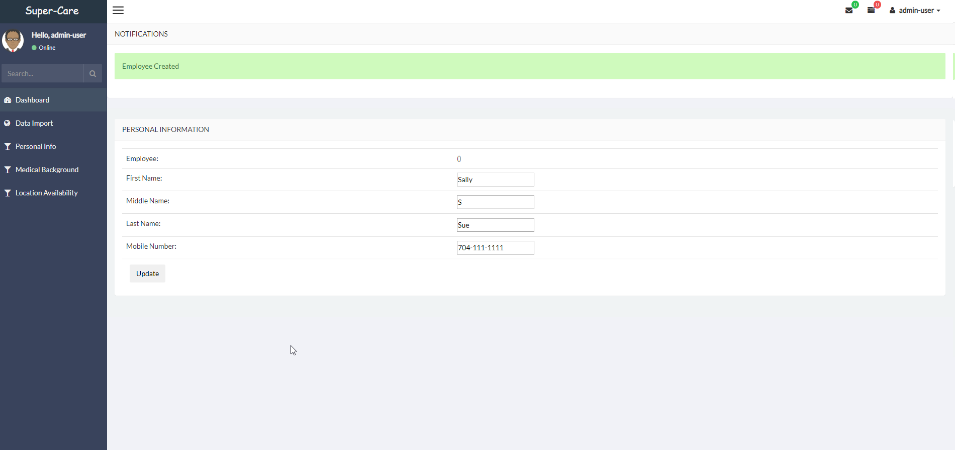 Super-Care
Hello, admin-user
Online
Search...
Dashboard
Data Import
Personal Info
Medical Background
Location Availability
0
0
admin-user
NOTIFICATIONS
Employee Created
PERSONAL INFORMATION
Employee: 0
First Name: Sally
Middle Name: S
Last Name: Sue
Mobile Number: 704-111-1111
Update